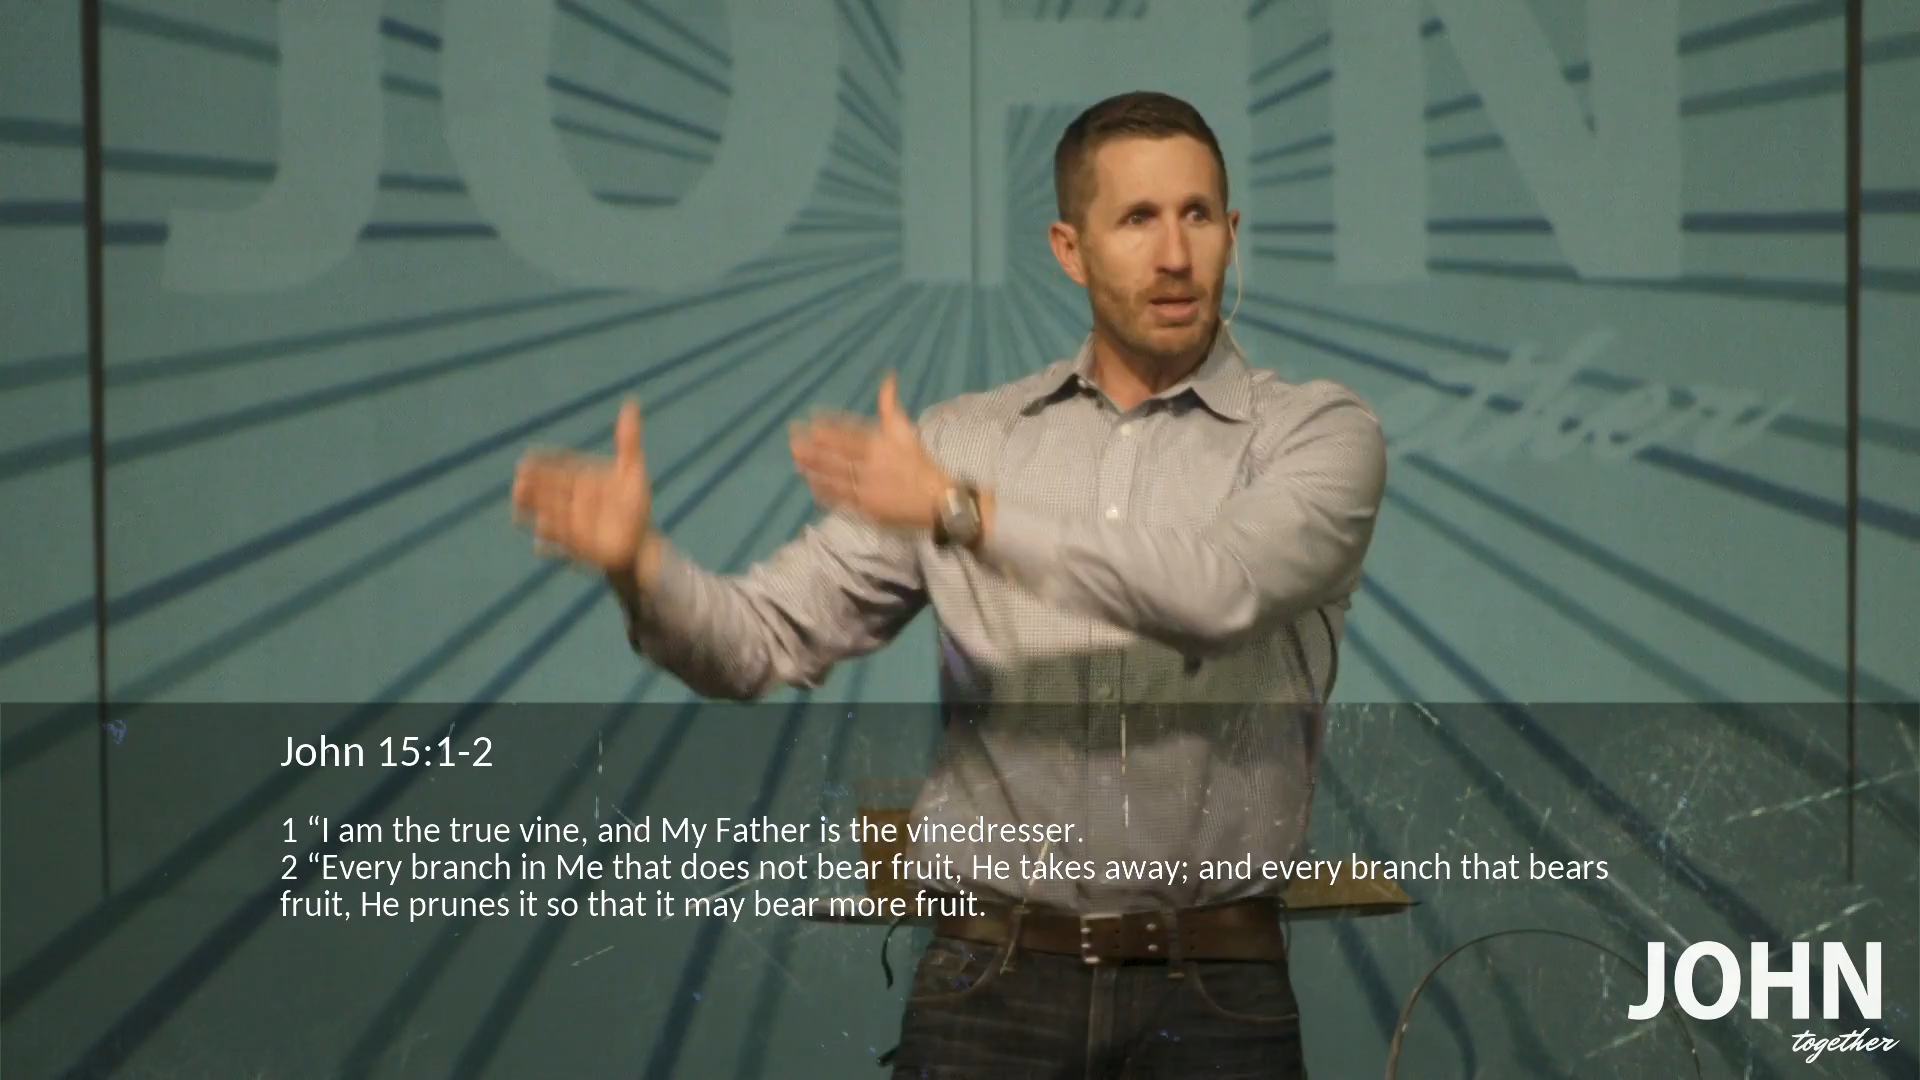 JOHN
together
John 15:1-2
1 “I am the true vine, and My Father is the vinedresser.
2 “Every branch in Me that does not bear fruit, He takes away; and every branch that bears
fruit, He prunes it so that it may bear more fruit.
JOHN
together